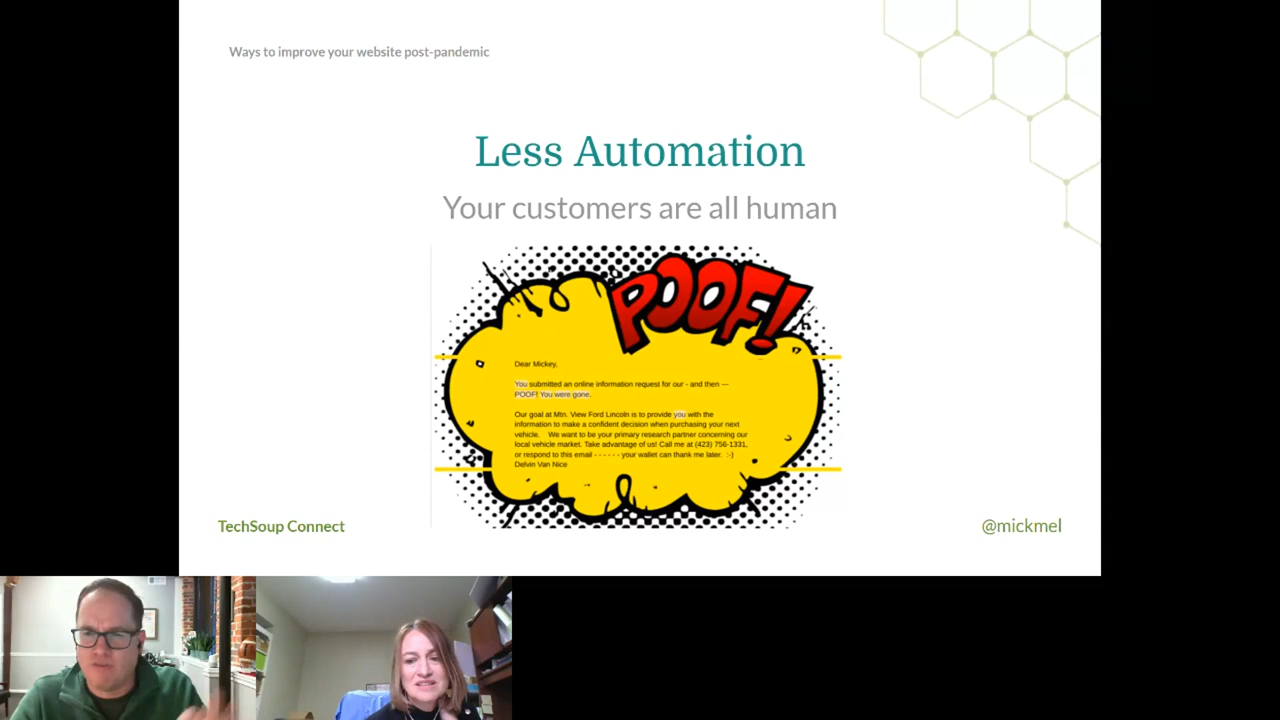 Ways to improve your website post-pandemic
Less Automation
Your customers are all human
POOF!
Dear Mickey,
You submitted an online information request for our - and then —
POOF! You were gone.
Our goal at Mtn. View Ford Lincoln is to provide you with the
information to make a confident decision when purchasing your next
vehicle. We want to be your primary research partner concerning our
local vehicle market. Take advantage of us! Call me at (423) 756-1331,
or respond to this email - - - - - - your wallet can thank me later. :-)
Delvin Van Nice
TechSoup Connect
@mickmel